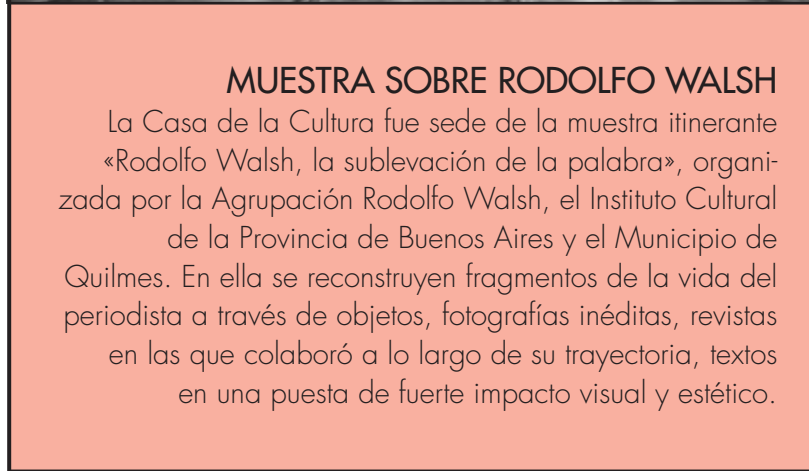 MUESTRA SOBRE RODOLFO WALSH
La Casa de la Cultura fue sede de la muestra itinerante
«Rodolfo Walsh, la sublevación de la palabra», organi-
zada por la Agrupación Rodolfo Walsh, el Instituto Cultural
de la Provincia de Buenos Aires y el Municipio de
Quilmes. En ella se reconstruyen fragmentos de la vida del
periodista a través de objetos, fotografías inéditas, revistas
en las que colaboró a lo largo de su trayectoria, textos
en una puesta de fuerte impacto visual y estético.